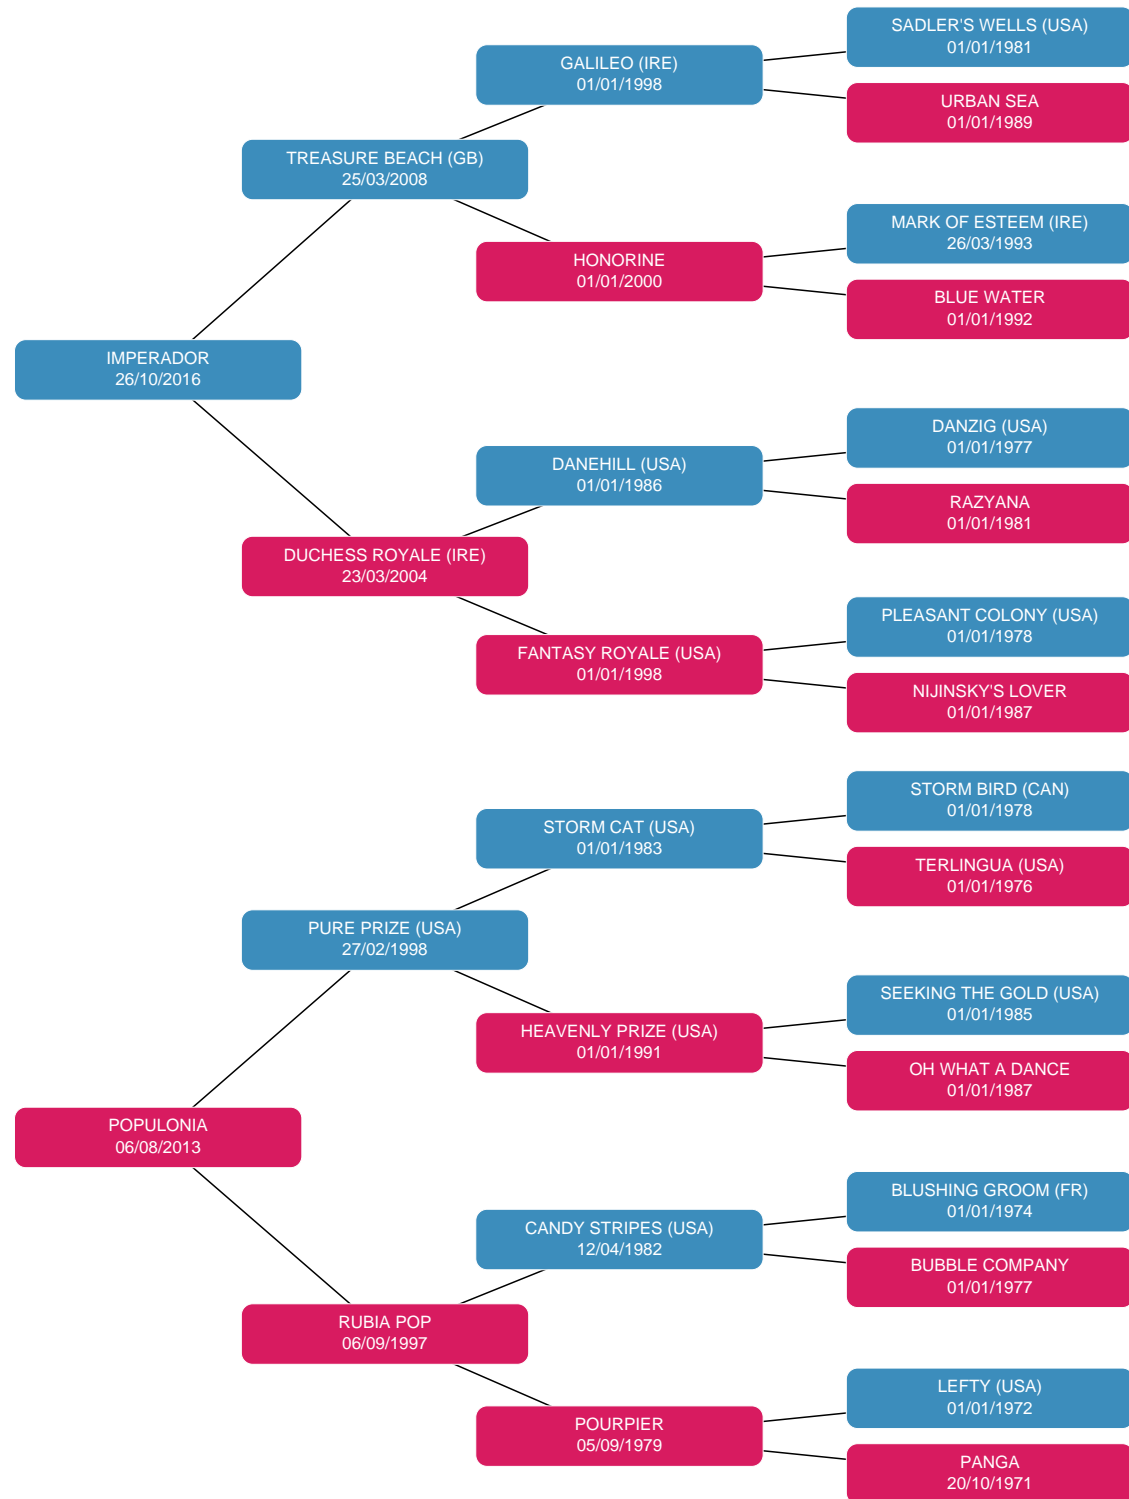 SADLER'S WELLS (USA)
01/01/1981
GALILEO (IRE)
01/01/1998
URBAN SEA
01/01/1989
TREASURE BEACH (GB)
25/03/2008
MARK OF ESTEEM (IRE)
26/03/1993
HONORINE
01/01/2000
BLUE WATER
01/01/1992
IMPERADOR
26/10/2016
DANZIG (USA)
01/01/1977
DANEHILL (USA)
01/01/1986
RAZYANA
01/01/1981
DUCHESS ROYALE (IRE)
23/03/2004
PLEASANT COLONY (USA)
01/01/1978
FANTASY ROYALE (USA)
01/01/1998
NIJINSKY'S LOVER
01/01/1987
STORM BIRD (CAN)
01/01/1978
STORM CAT (USA)
01/01/1983
TERLINGUA (USA)
01/01/1976
PURE PRIZE (USA)
27/02/1998
SEEKING THE GOLD (USA)
01/01/1985
HEAVENLY PRIZE (USA)
01/01/1991
OH WHAT A DANCE
01/01/1987
POPULONIA
06/08/2013
BLUSHING GROOM (FR)
01/01/1974
CANDY STRIPES (USA)
12/04/1982
BUBBLE COMPANY
01/01/1977
RUBIA POP
06/09/1997
LEFTY (USA)
01/01/1972
POURPIER
05/09/1979
PANGA
20/10/1971